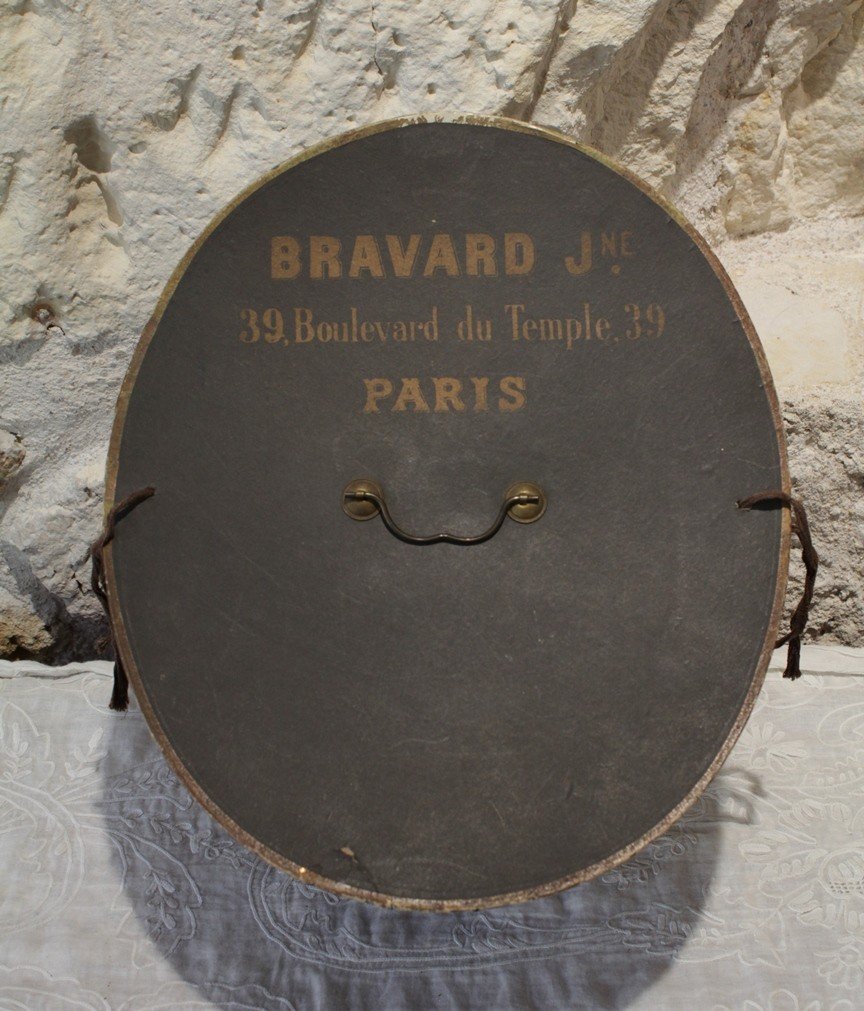 BRAVARD JNE.
39, Boulevard du Temple, 39
PARIS